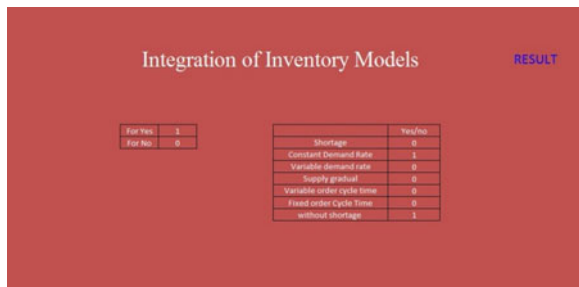 Integration of Inventory Models
RESULT
For Yes 1
For No 0
Yes/no
Shortage 0
Constant Demand Rate 1
Variable demand rate 0
Supply gradual 0
Variable order cycle time 0
Fixed order Cycle Time 0
without shortage 1